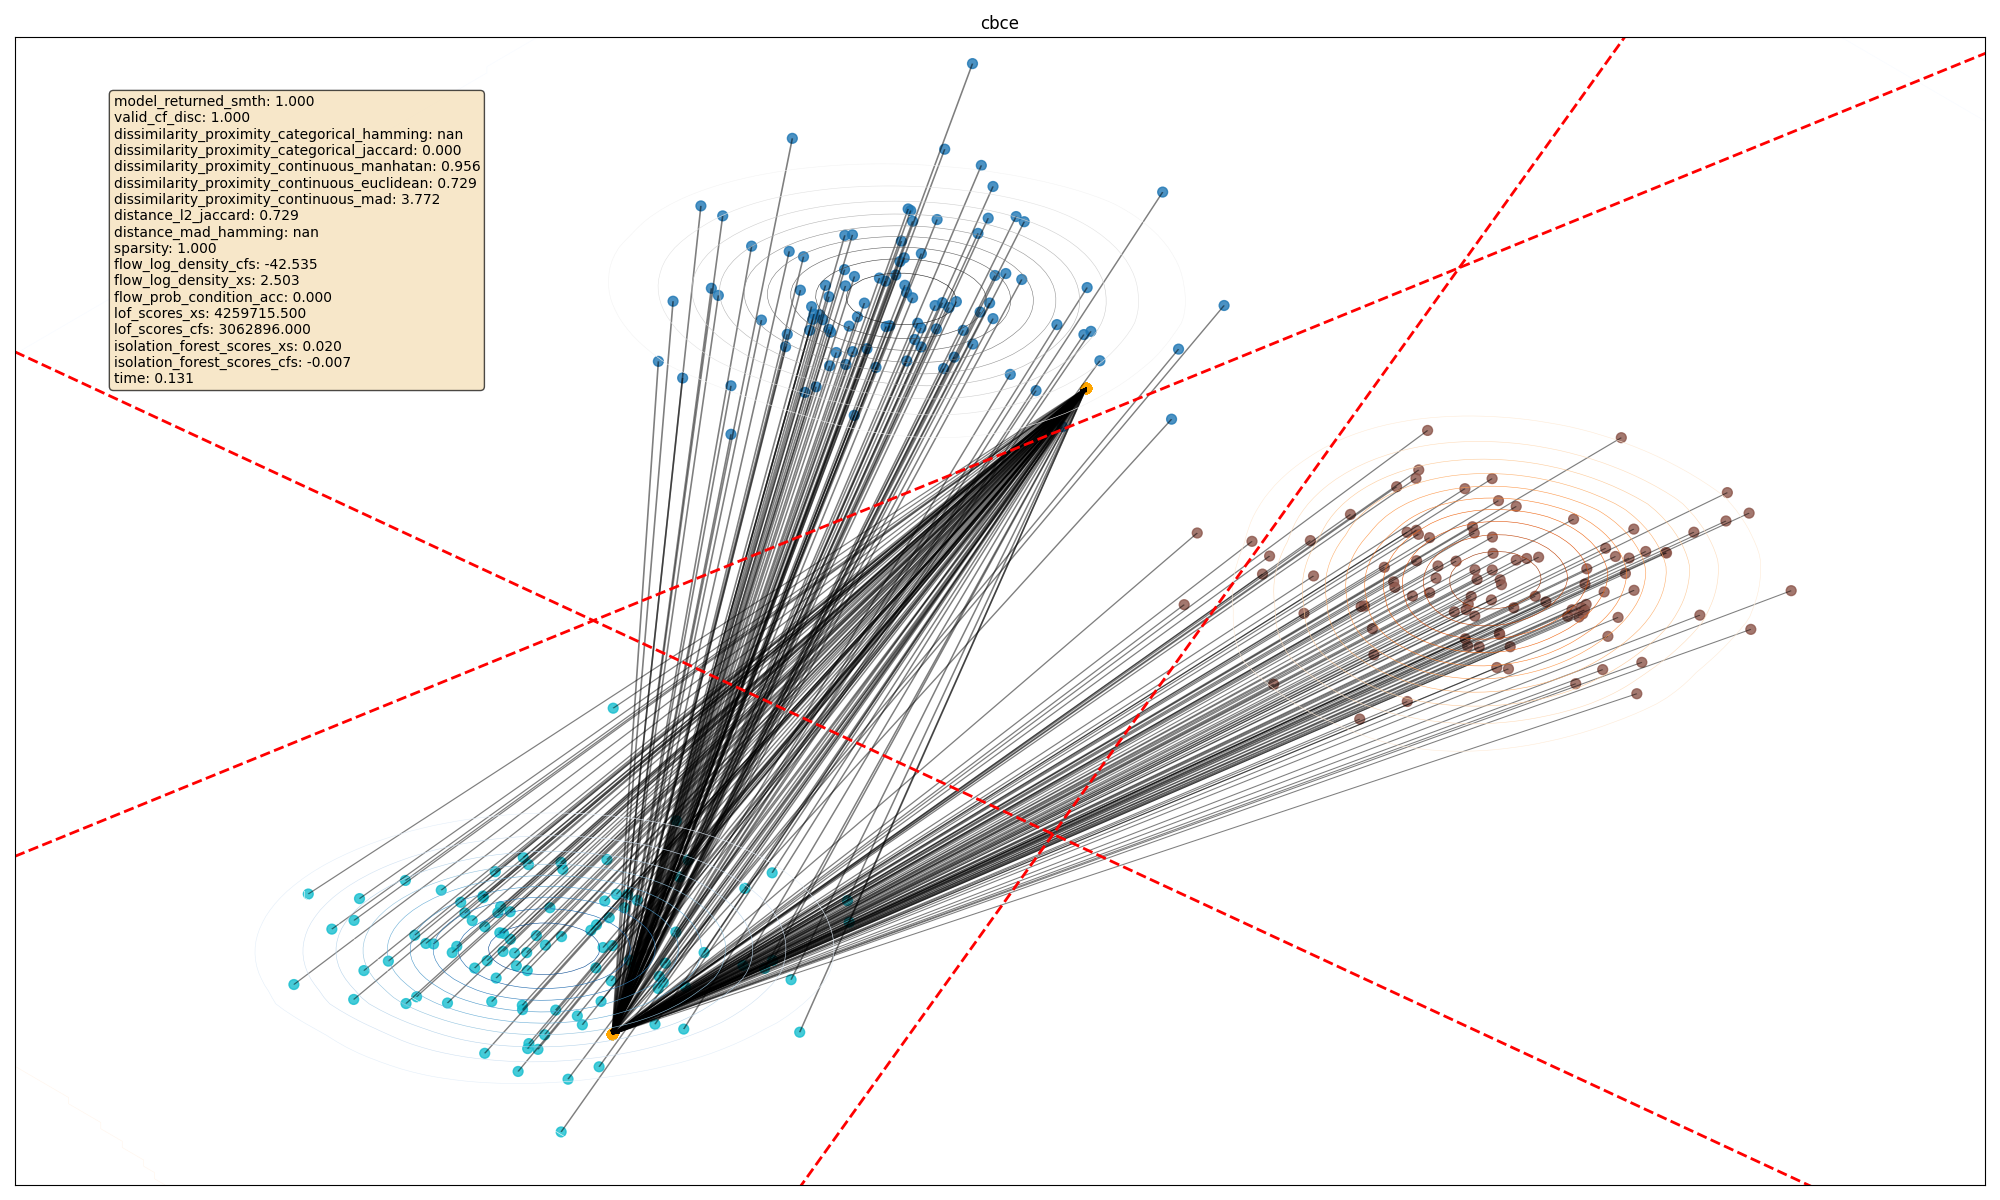 cbce
model_returned_smth: 1.000
valid_cf_disc: 1.000
dissimilarity_proximity_categorical_hamming: nan
dissimilarity_proximity_categorical_jaccard: 0.000
dissimilarity_proximity_continuous_manhatan: 0.956
dissimilarity_proximity_continuous_euclidean: 0.729
dissimilarity_proximity_continuous_mad: 3.772
distance_l2_jaccard: 0.729
distance_mad_hamming: nan
sparsity: 1.000
flow_log_density_cfs: -42.535
flow_log_density_xs: 2.503
flow_prob_condition_acc: 0.000
lof_scores_xs: 4259715.500
lof_scores_cfs: 3062896.000
isolation_forest_scores_xs: 0.020
isolation_forest_scores_cfs: -0.007
time: 0.131